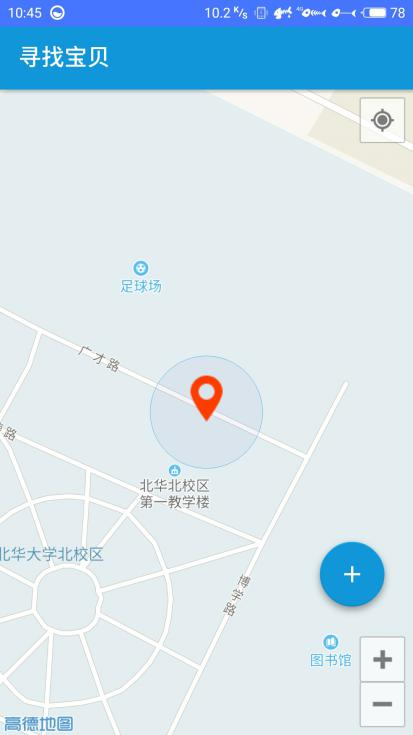 10:45
10.2 K/s
4G
78
寻找宝贝
足球场
广才路
路
北华北校区
第一教学楼
北华大学北校区
博学路
图书馆
高德地图